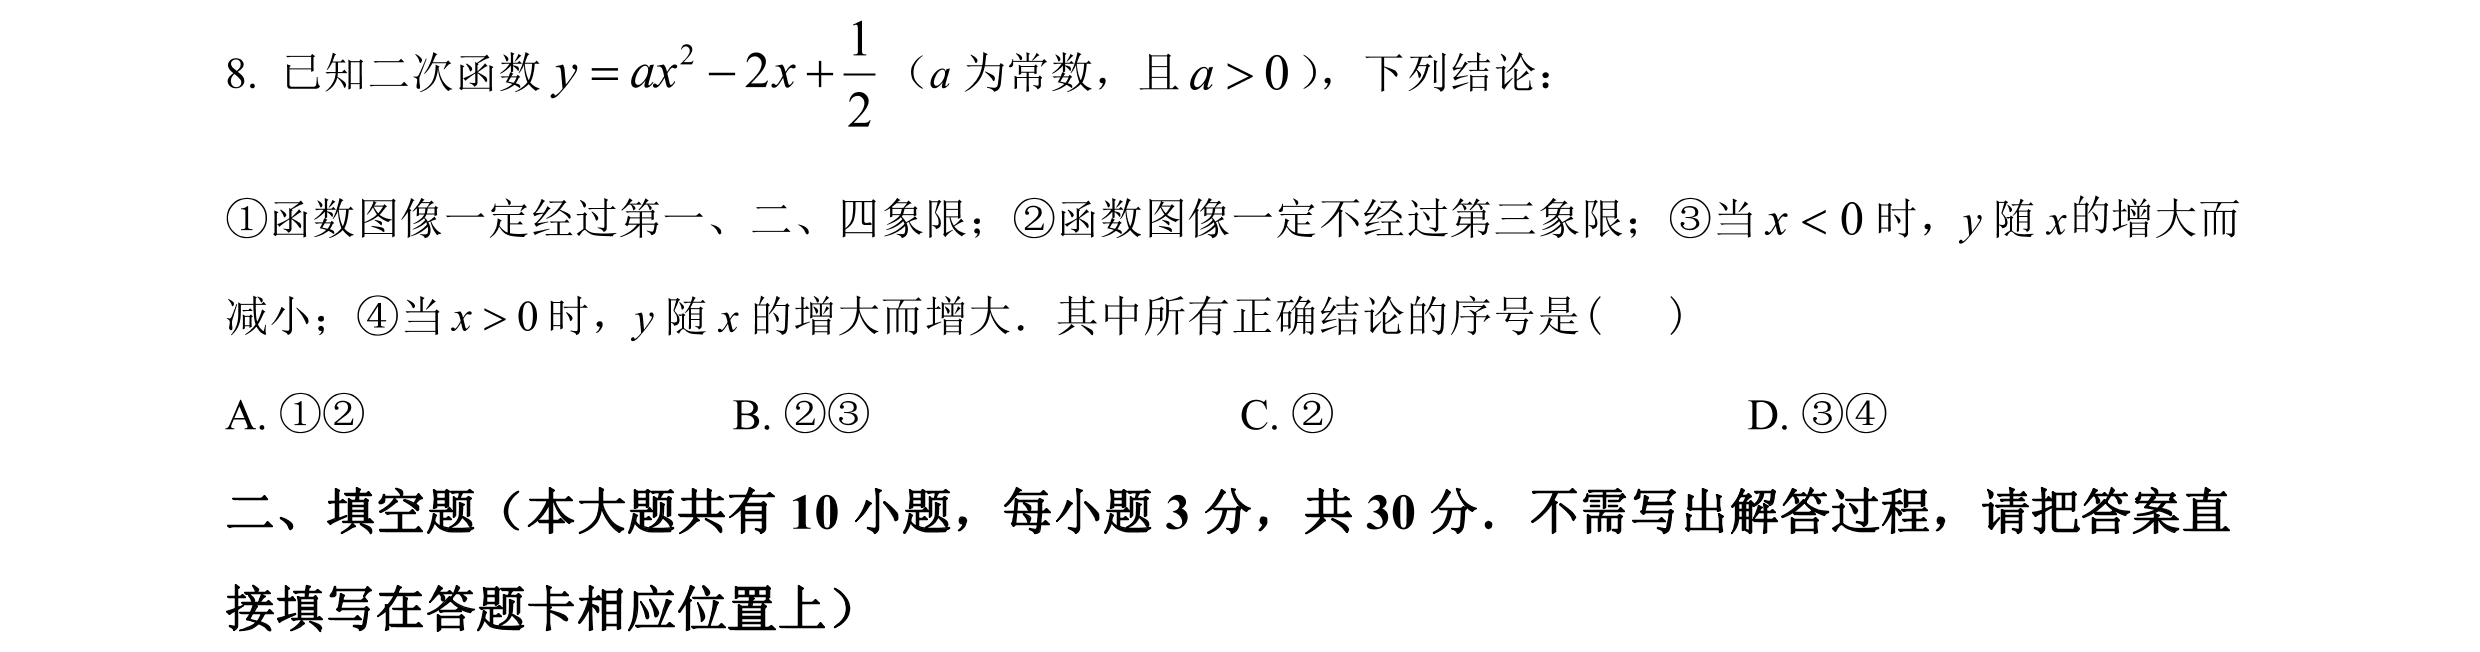 8. 已知二次函数 y = ax² − 2x + 1/2 （a 为常数，且 a > 0），下列结论：
①函数图像一定经过第一、二、四象限；②函数图像一定不经过第三象限；③当 x < 0 时，y 随 x的增大而
减小；④当 x > 0 时，y 随 x 的增大而增大．其中所有正确结论的序号是(　　)
A. ①②　　B. ②③　　C. ②　　D. ③④
二、填空题（本大题共有 10 小题，每小题 3 分，共 30 分．不需写出解答过程，请把答案直
接填写在答题卡相应位置上）